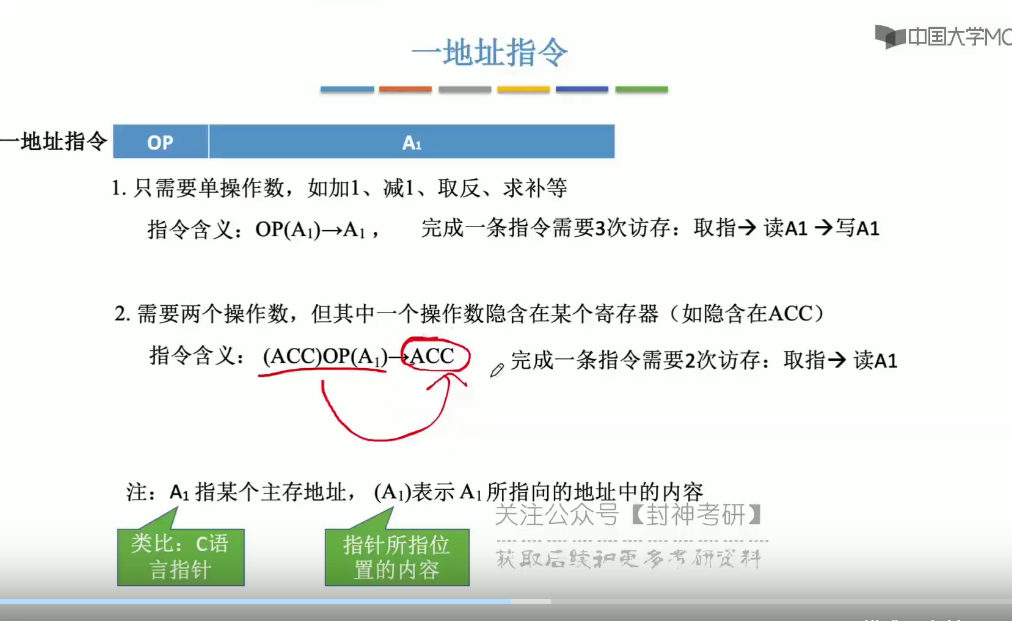 中国大学MO
一地址指令
一地址指令 OP A₁
1. 只需要单操作数，如加1、减1、取反、求补等
指令含义：OP(A₁)→A₁ ， 完成一条指令需要3次访存：取指→ 读A1 →写A1
2. 需要两个操作数，但其中一个操作数隐含在某个寄存器（如隐含在ACC）
指令含义： (ACC)OP(A₁)→ACC ，完成一条指令需要2次访存：取指→ 读A1
注：A₁ 指某个主存地址， (A₁)表示 A₁ 所指向的地址中的内容
关注公众号【封神考研】
获取后续和更多考研资料
类比：C语
言指针
指针所指位
置的内容